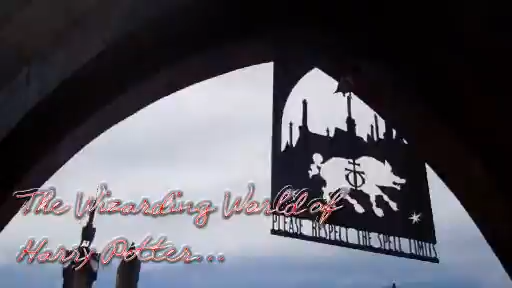 The Wizarding World of
Harry Potter...
PLEASE RESPECT THE SPELL LIMITS